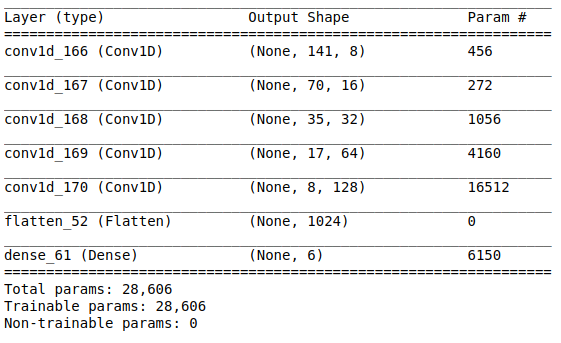 Layer (type) Output Shape Param #
conv1d_166 (Conv1D) (None, 141, 8) 456
conv1d_167 (Conv1D) (None, 70, 16) 272
conv1d_168 (Conv1D) (None, 35, 32) 1056
conv1d_169 (Conv1D) (None, 17, 64) 4160
conv1d_170 (Conv1D) (None, 8, 128) 16512
flatten_52 (Flatten) (None, 1024) 0
dense_61 (Dense) (None, 6) 6150
Total params: 28,606
Trainable params: 28,606
Non-trainable params: 0